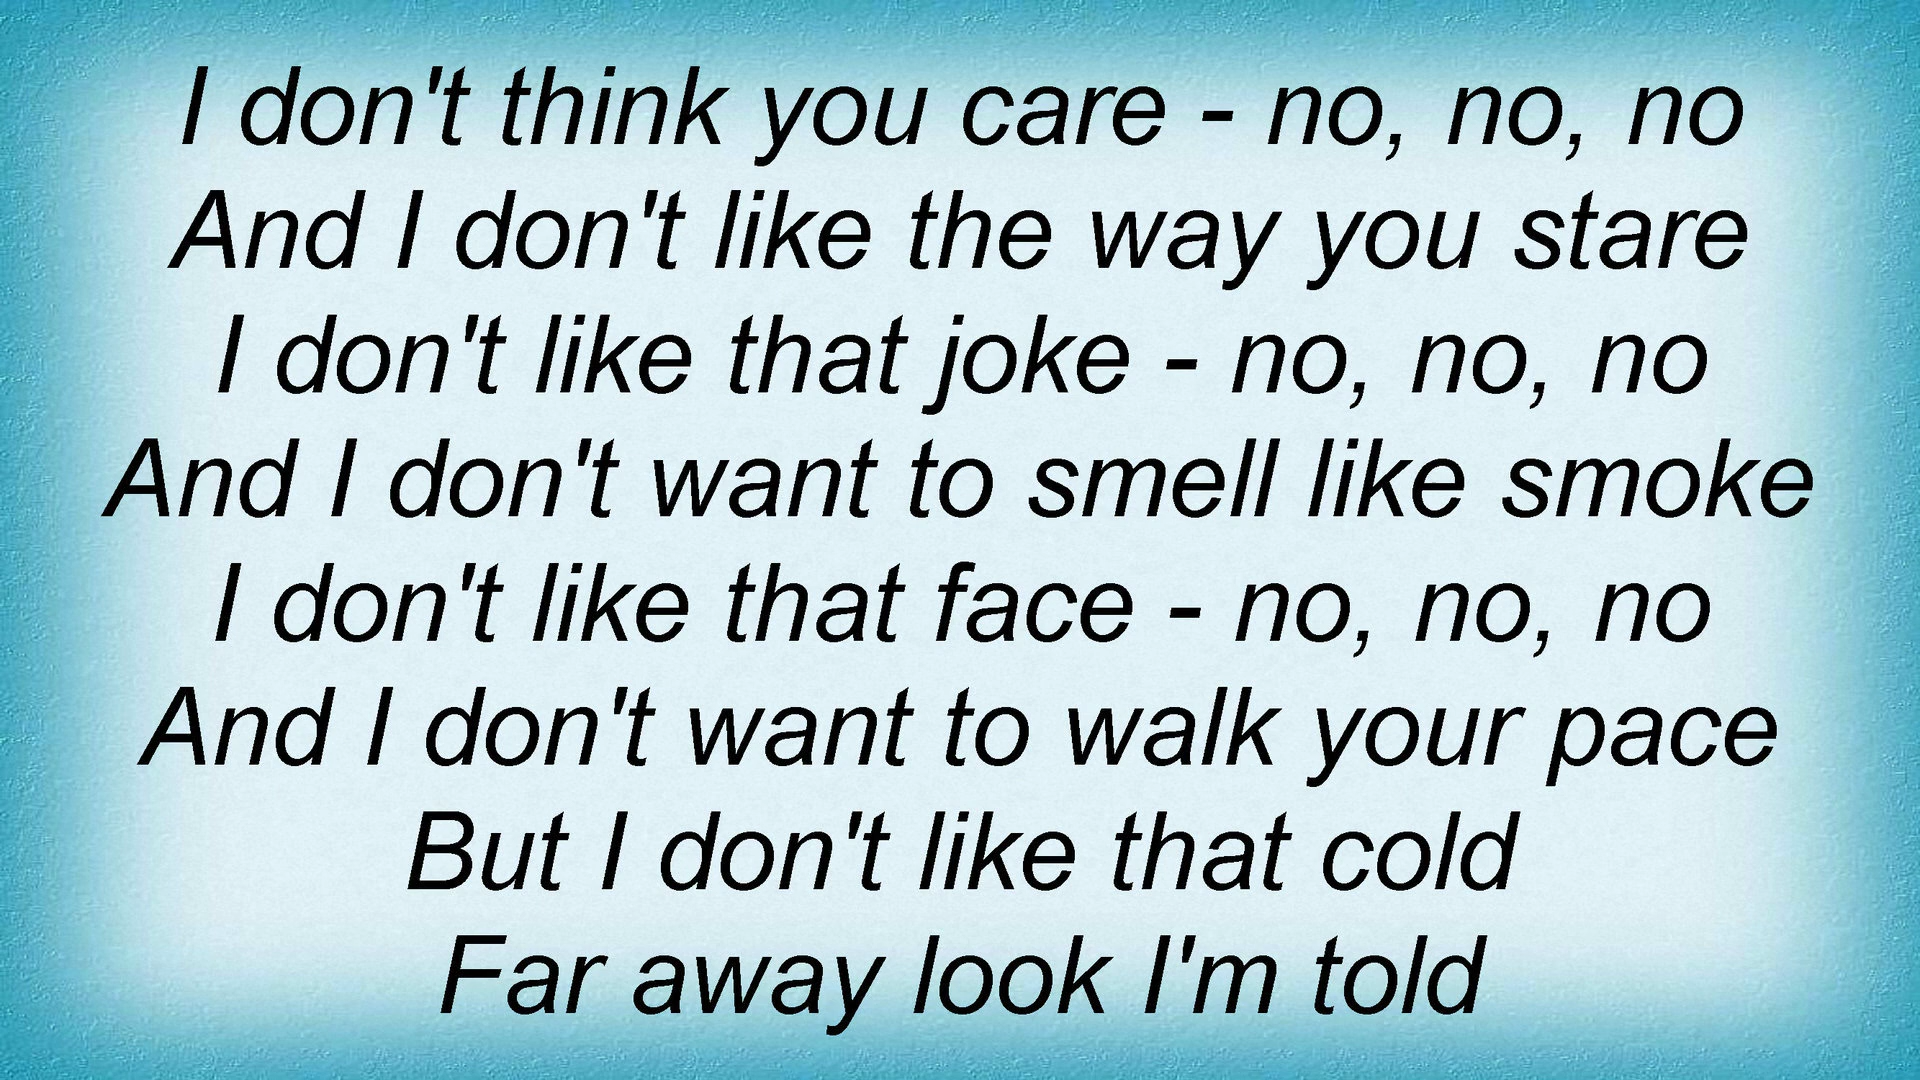 I don't think you care - no, no, no
And I don't like the way you stare
I don't like that joke - no, no, no
And I don't want to smell like smoke
I don't like that face - no, no, no
And I don't want to walk your pace
But I don't like that cold
Far away look I'm told